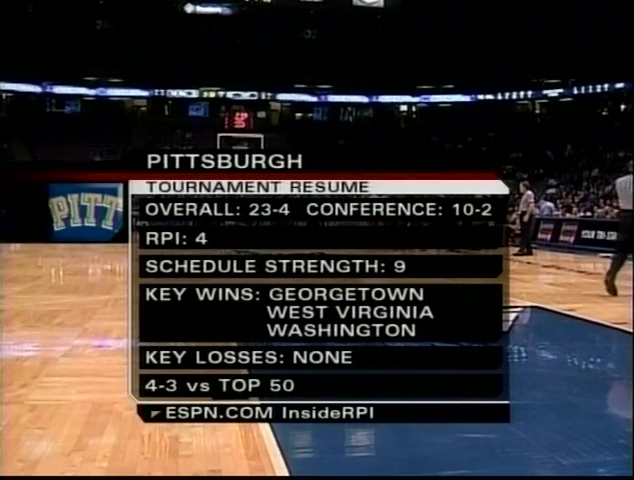 PITTSBURGH
TOURNAMENT RESUME
PITT
OVERALL: 23-4 CONFERENCE: 10-2
RPI: 4
SCHEDULE STRENGTH: 9
KEY WINS: GEORGETOWN
WEST VIRGINIA
WASHINGTON
KEY LOSSES: NONE
4-3 vs TOP 50
ESPN.COM InsideRPI